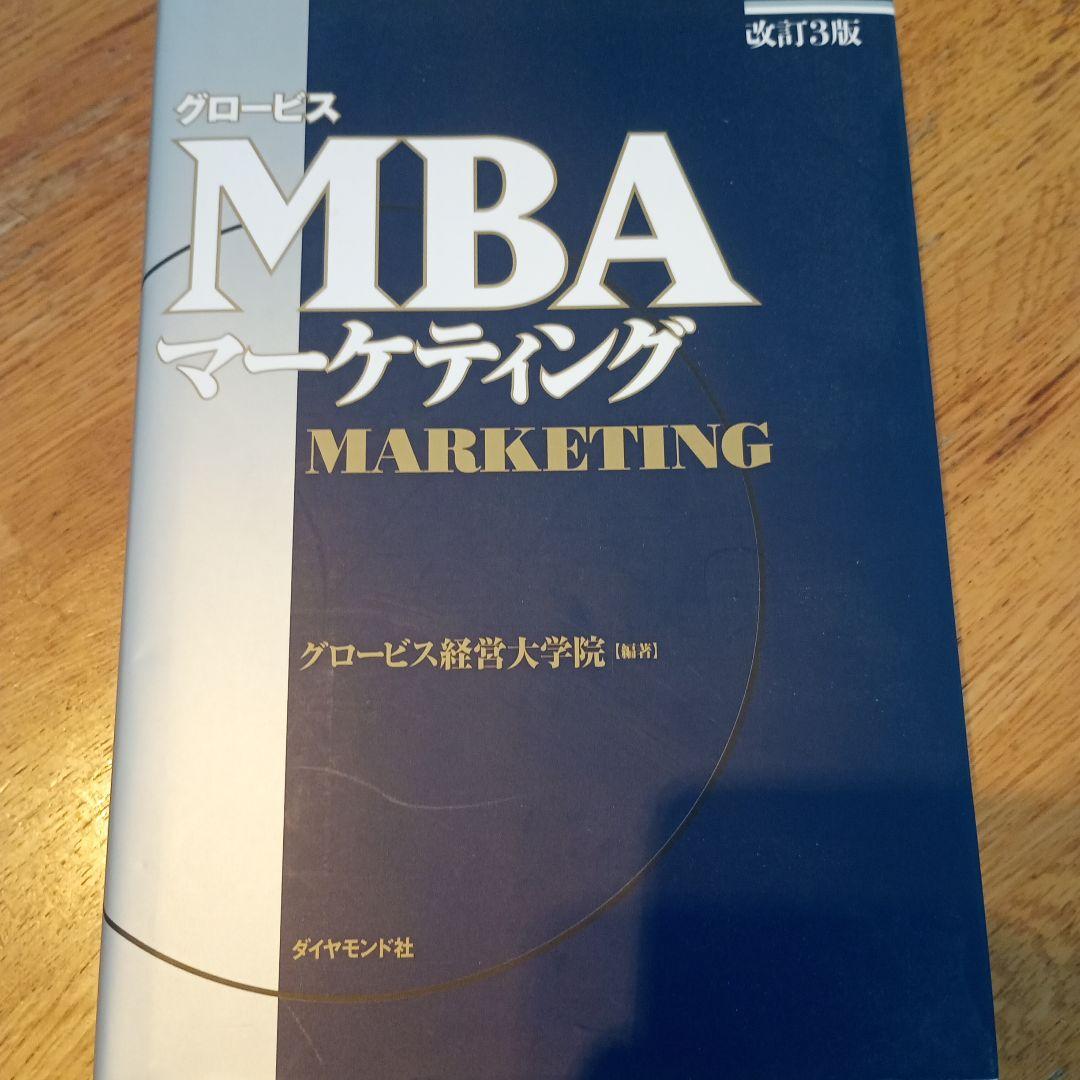 改訂3版
グロービス
MBA
マーケティング
MARKETING
グロービス経営大学院【編著】
ダイヤモンド社